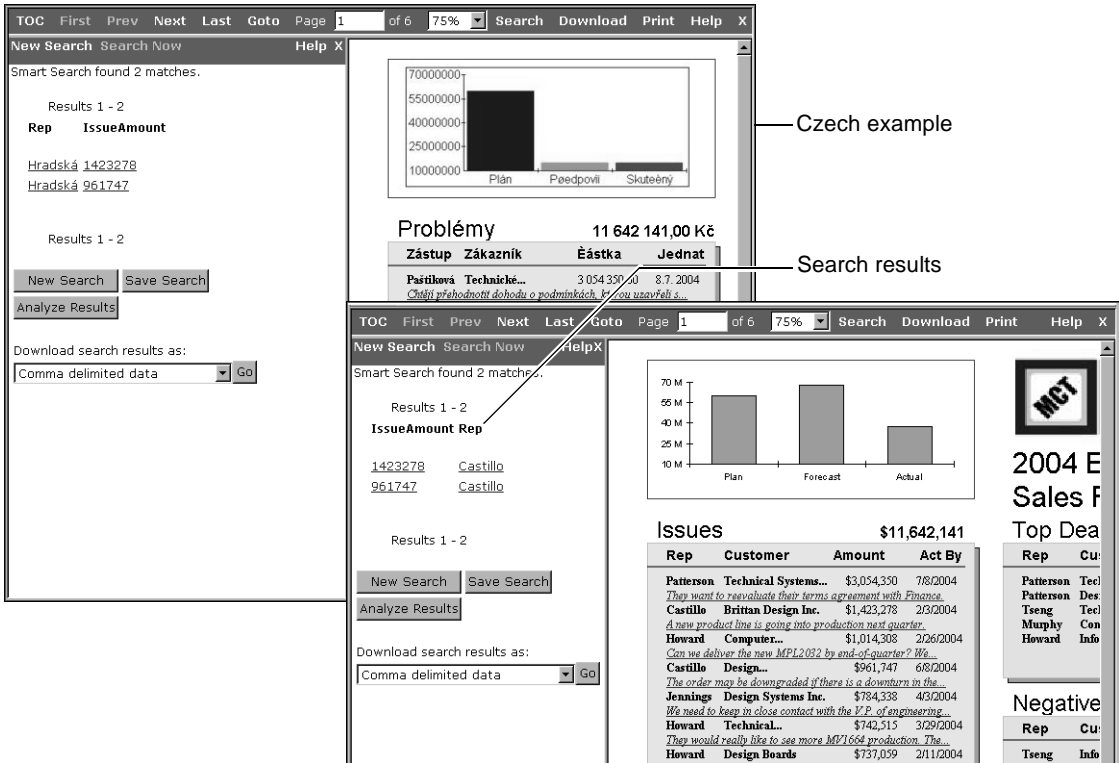 TOC First Prev Next Last Goto Page 1 of 6 75% Search Download Print Help X
New Search Search Now Help X
Smart Search found 2 matches.
Results 1 - 2
Rep IssueAmount
Hradská 1423278
Hradská 961747
Results 1 - 2
New Search Save Search
Analyze Results
Download search results as:
Comma delimited data Go
70000000
55000000
40000000
25000000
10000000
Plán Pøedpovìï Skuteèný
Problémy 11 642 141,00 Kč
Zástup Zákazník Èástka Jednat
Paštiková Technické... 3 054 350,00 8.7. 2004
Chtějí přehodnotit dohodu o podmínkách, kterou uzavřeli s...
Czech example
Search results
TOC First Prev Next Last Goto Page 1 of 6 75% Search Download Print Help X
New Search Search Now Help X
Smart Search found 2 matches.
Results 1 - 2
IssueAmount Rep
1423278 Castillo
961747 Castillo
Results 1 - 2
New Search Save Search
Analyze Results
Download search results as:
Comma delimited data Go
70 M
55 M
40 M
25 M
10 M
Plan Forecast Actual
Issues $11,642,141
Rep Customer Amount Act By
Patterson Technical Systems... $3,054,350 7/8/2004
They want to reevaluate their terms agreement with Finance.
Castillo Brittan Design Inc. $1,423,278 2/3/2004
A new product line is going into production next quarter.
Howard Computer... $1,014,308 2/26/2004
Can we deliver the new MPL2032 by end-of-quarter? We...
Castillo Design... $961,747 6/8/2004
The order may be downgraded if there is a downturn in the...
Jennings Design Systems Inc. $784,338 4/3/2004
We need to keep in close contact with the V.P. of engineering...
Howard Technical... $742,515 3/29/2004
They would really like to see more MV1664 production. The...
Howard Design Boards $737,059 2/11/2004
MCT
2004 E
Sales F
Top Dea
Rep Cu
Patterson Tec
Patterson Des
Tseng Tec
Murphy Con
Howard Info
Negative
Rep Cu
Tseng Info